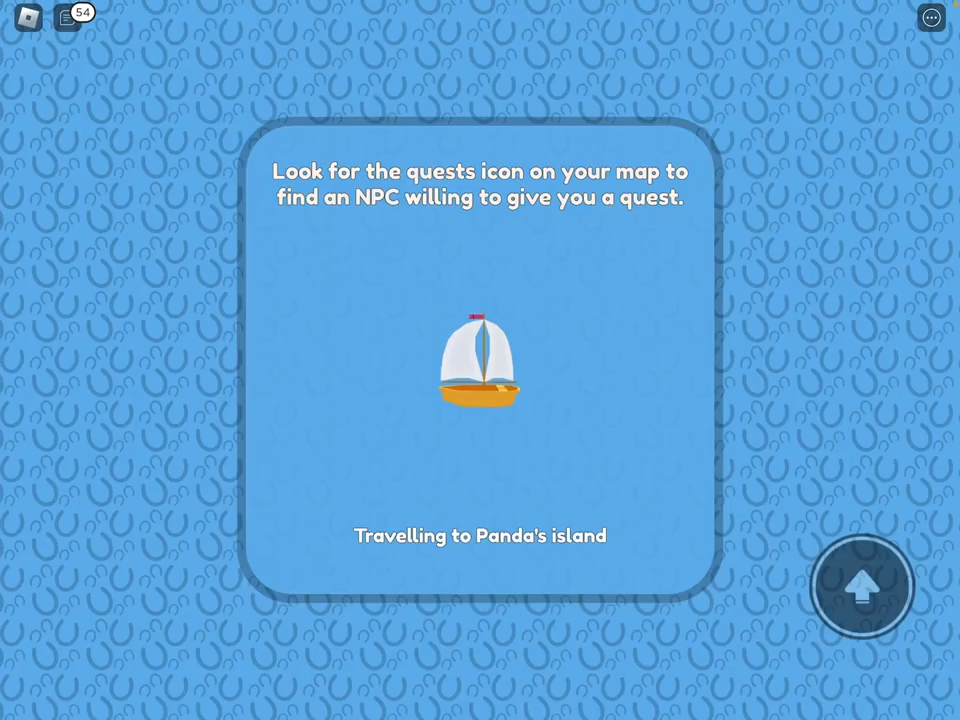 54
Look for the quests icon on your map to
find an NPC willing to give you a quest.
Travelling to Panda's island